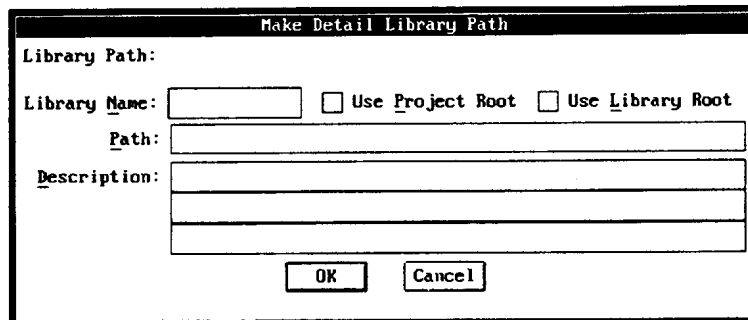 Make Detail Library Path
Library Path:
Library Name: Use Project Root Use Library Root
Path:
Description:
OK Cancel